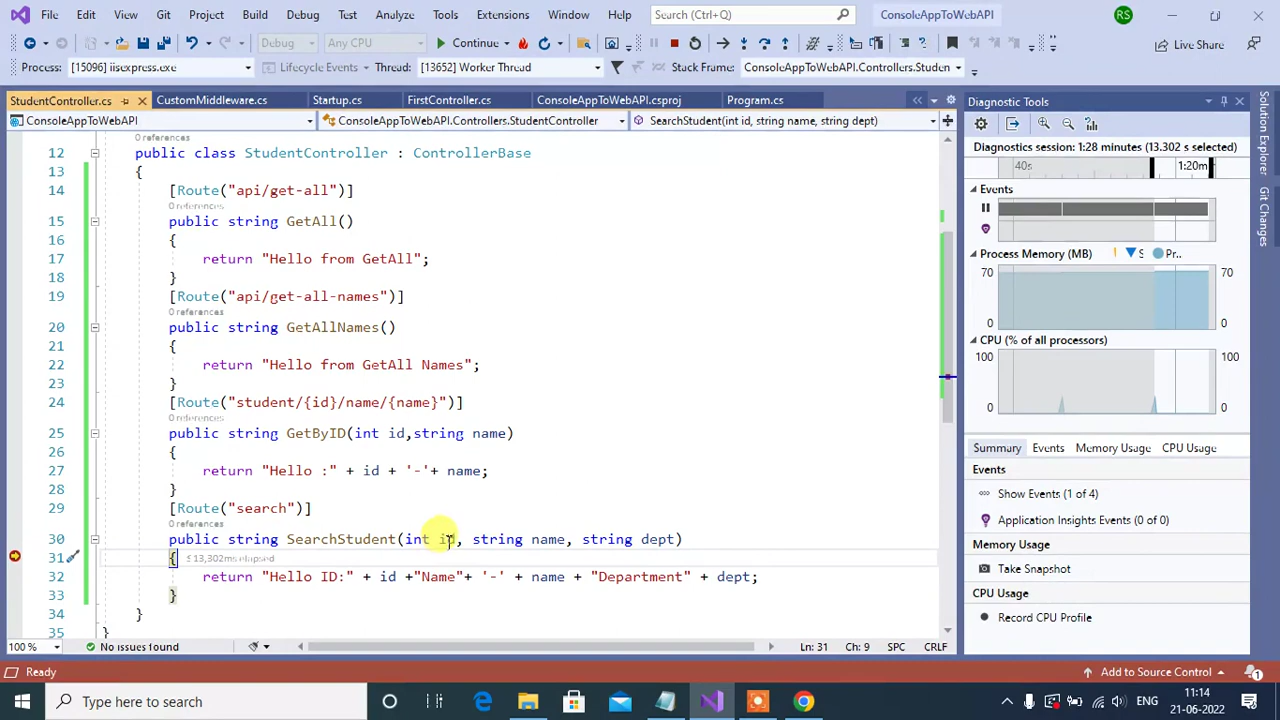 File Edit View Git Project Build Debug Test Analyze Tools Extensions Window Help Search (Ctrl+Q) ConsoleAppToWebAPI RS
Debug Any CPU Continue Live Share
Process: [15096] iisexpress.exe Lifecycle Events Thread: [13652] Worker Thread Stack Frame: ConsoleAppToWebAPI.Controllers.Studen
StudentController.cs CustomMiddleware.cs Startup.cs FirstController.cs ConsoleAppToWebAPI.csproj Program.cs
ConsoleAppToWebAPI ConsoleAppToWebAPI.Controllers.StudentController SearchStudent(int id, string name, string dept)
0 references
12 public class StudentController : ControllerBase
13 {
14 [Route("api/get-all")]
0 references
15 public string GetAll()
16 {
17 return "Hello from GetAll";
18 }
19 [Route("api/get-all-names")]
0 references
20 public string GetAllNames()
21 {
22 return "Hello from GetAll Names";
23 }
24 [Route("student/{id}/name/{name}")]
0 references
25 public string GetByID(int id,string name)
26 {
27 return "Hello :" + id + '-'+ name;
28 }
29 [Route("search")]
0 references
30 public string SearchStudent(int id, string name, string dept)
31 { ≤ 13,302ms elapsed
32 return "Hello ID:" + id +"Name"+ '-' + name + "Department" + dept;
33 }
34 }
35 }
100 % No issues found Ln: 31 Ch: 9 SPC CRLF
Diagnostic Tools
Diagnostics session: 1:28 minutes (13.302 s selected)
40s 1:20m
Events
Process Memory (MB) S Pr...
70 70
0 0
CPU (% of all processors)
100 100
0 0
Summary Events Memory Usage CPU Usage
Events
Show Events (1 of 4)
Application Insights Events (0 of 0)
Memory Usage
Take Snapshot
CPU Usage
Record CPU Profile
Solution Explorer
Git Changes
Ready Add to Source Control 1
Type here to search ENG 11:14
21-06-2022